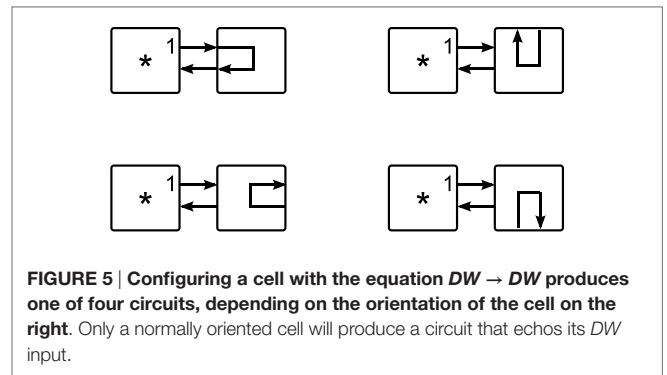 1
*
1
*
1
*
1
*
FIGURE 5 | Configuring a cell with the equation DW → DW produces
one of four circuits, depending on the orientation of the cell on the
right. Only a normally oriented cell will produce a circuit that echos its DW
input.